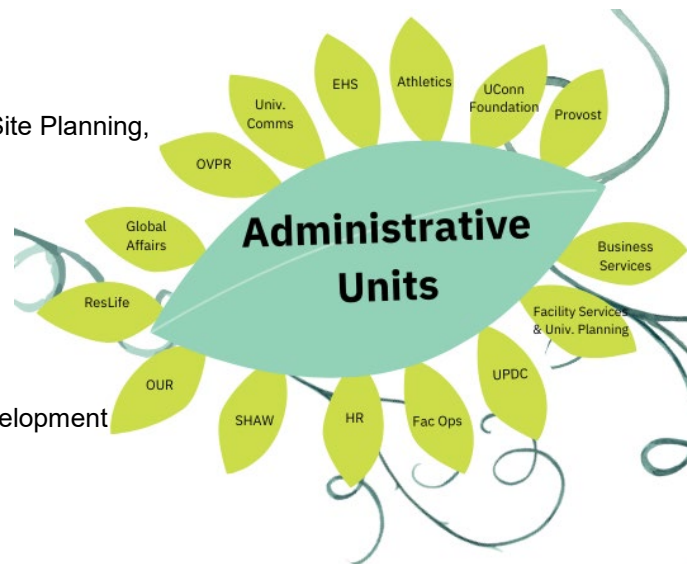 Site Planning,
elopment
Administrative
Units
EHS
Athletics
UConn
Foundation
Provost
Univ.
Comms
OVPR
Global
Affairs
ResLife
OUR
SHAW
HR
Fac Ops
UPDC
Facility Services
& Univ. Planning
Business
Services